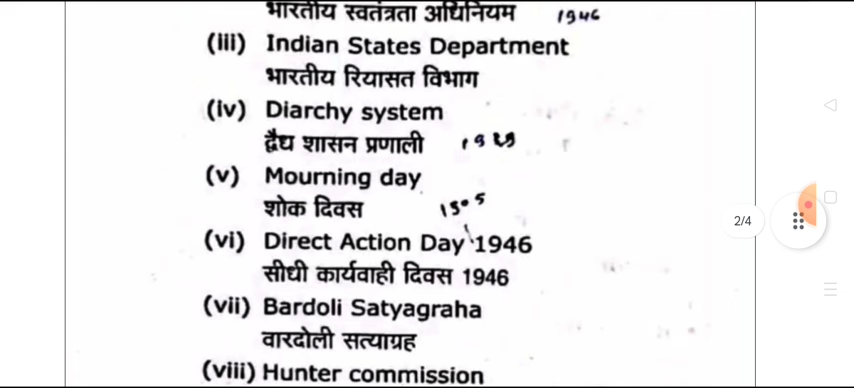 भारतीय स्वतंत्रता अधिनियम 1946
(iii) Indian States Department
भारतीय रियासत विभाग
(iv) Diarchy system
द्वैध शासन प्रणाली
(v) Mourning day
शोक दिवस
(vi) Direct Action Day 1946
सीधी कार्यवाही दिवस 1946
(vii) Bardoli Satyagraha
वारदोली सत्याग्रह
(viii) Hunter commission
2/4